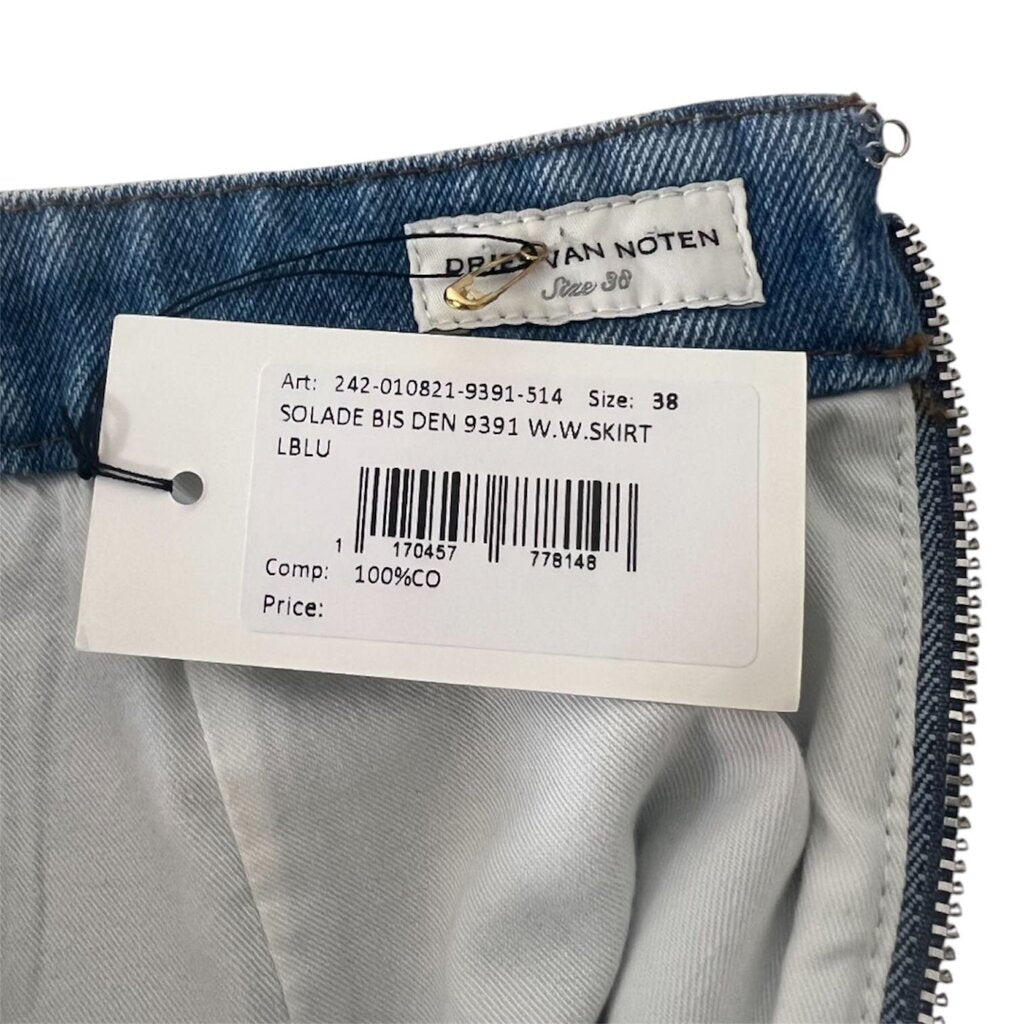 DRIES VAN NOTEN
Size 38
Art: 242-010821-9391-514 Size: 38
SOLADE BIS DEN 9391 W.W.SKIRT
LBLU
1 170457 778148
Comp: 100%CO
Price: